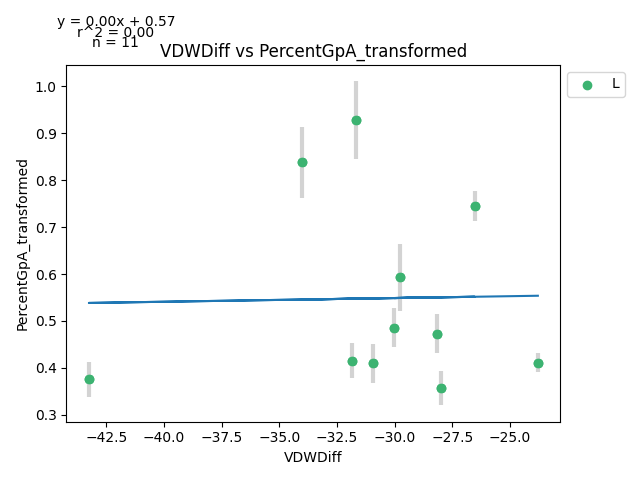 y = 0.00x + 0.57
r^2 = 0.00
n = 11
VDWDiff vs PercentGpA_transformed
L
PercentGpA_transformed
1.0
0.9
0.8
0.7
0.6
0.5
0.4
0.3
−42.5 −40.0 −37.5 −35.0 −32.5 −30.0 −27.5 −25.0
VDWDiff